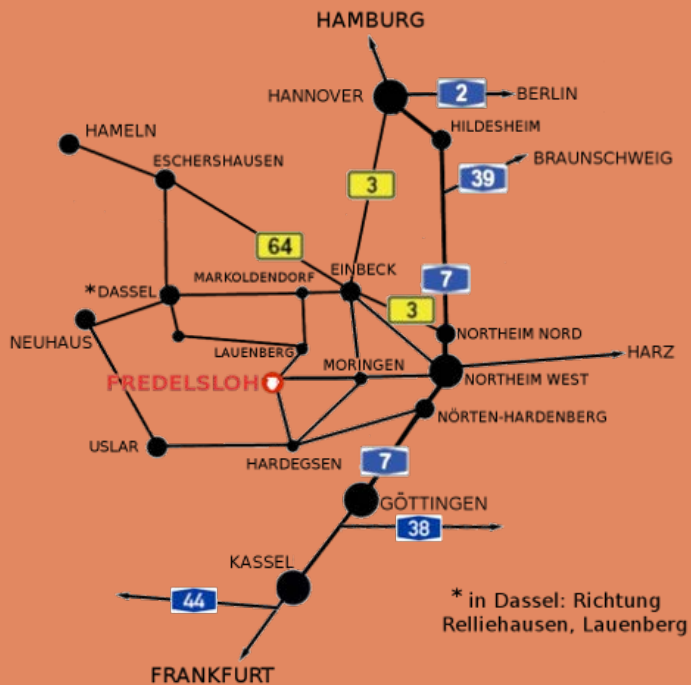 HAMBURG
HANNOVER
2
BERLIN
HILDESHEIM
HAMELN
ESCHERSHAUSEN
BRAUNSCHWEIG
39
3
64
EINBECK
MARKOLDENDORF
7
*DASSEL
3
NEUHAUS
NORTHEIM NORD
LAUENBERG
MORINGEN
HARZ
FREDELSLOH
NORTHEIM WEST
NÖRTEN-HARDENBERG
USLAR
HARDEGSEN
7
GÖTTINGEN
38
KASSEL
44
* in Dassel: Richtung
Relliehausen, Lauenberg
FRANKFURT